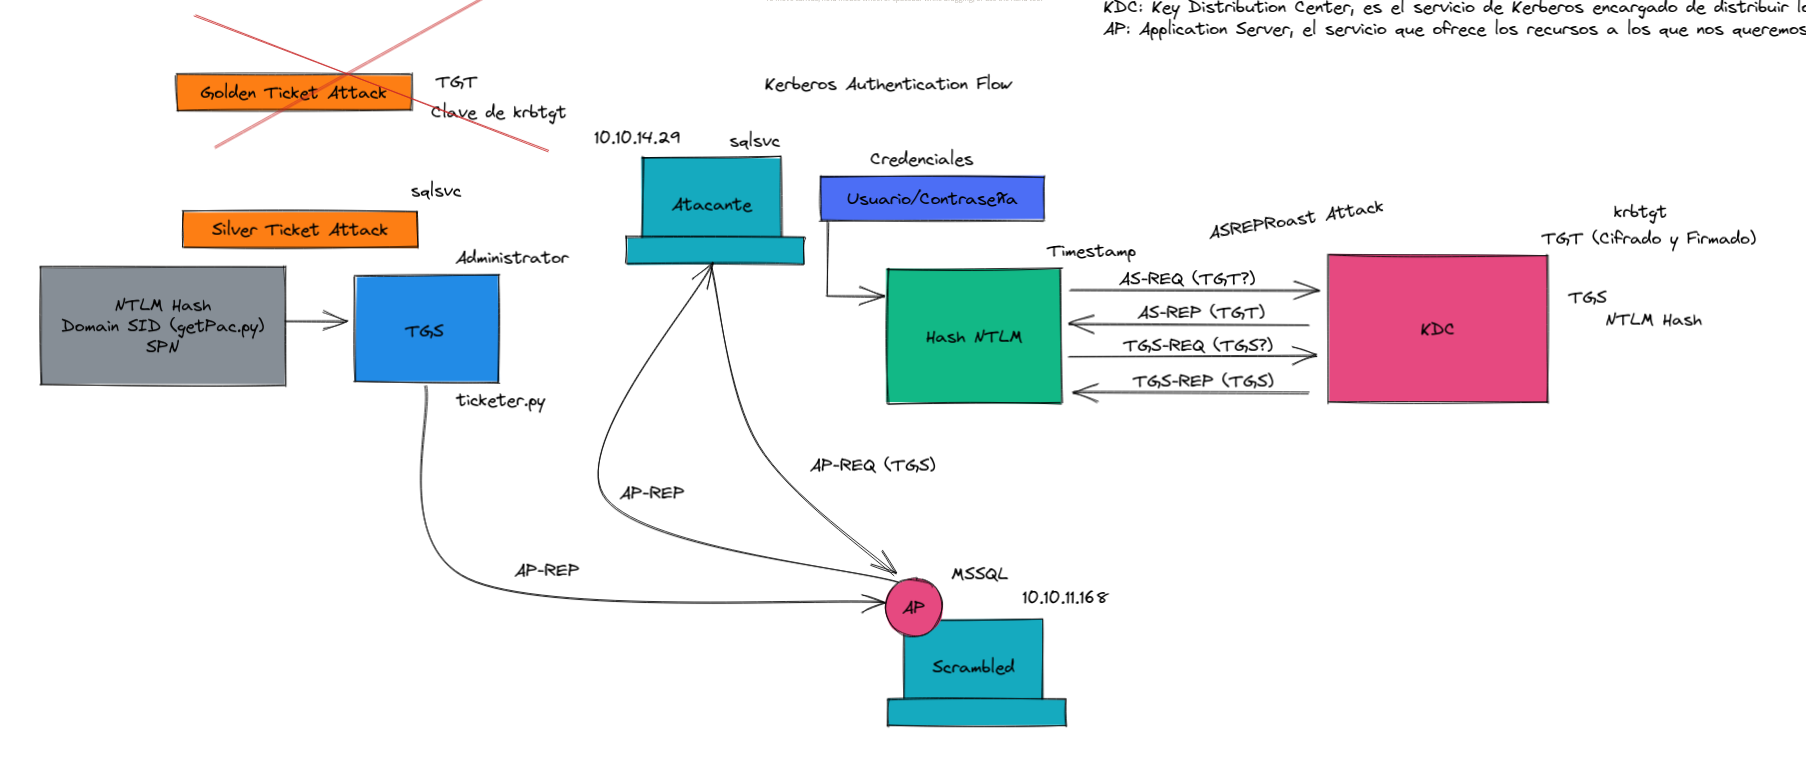 KDC: Key Distribution Center, es el servicio de Kerberos encargado de distribuir
AP: Application Server, el servicio que ofrece los recursos a los que nos queremos
Kerberos Authentication Flow
Golden Ticket Attack
TGT
Clave de krbtgt
10.10.14.29
sqlsvc
Atacante
Credenciales
Usuario/Contraseña
sqlsvc
Silver Ticket Attack
Administrator
NTLM Hash
Domain SID (getPac.py)
SPN
TGS
ticketer.py
Timestamp
ASREPRoast Attack
krbtgt
TGT (Cifrado y Firmado)
AS-REQ (TGT?)
AS-REP (TGT)
TGS-REQ (TGS?)
TGS-REP (TGS)
Hash NTLM
KDC
TGS
NTLM Hash
AP-REQ (TGS)
AP-REP
AP-REP
MSSQL
10.10.11.168
AP
Scrambled